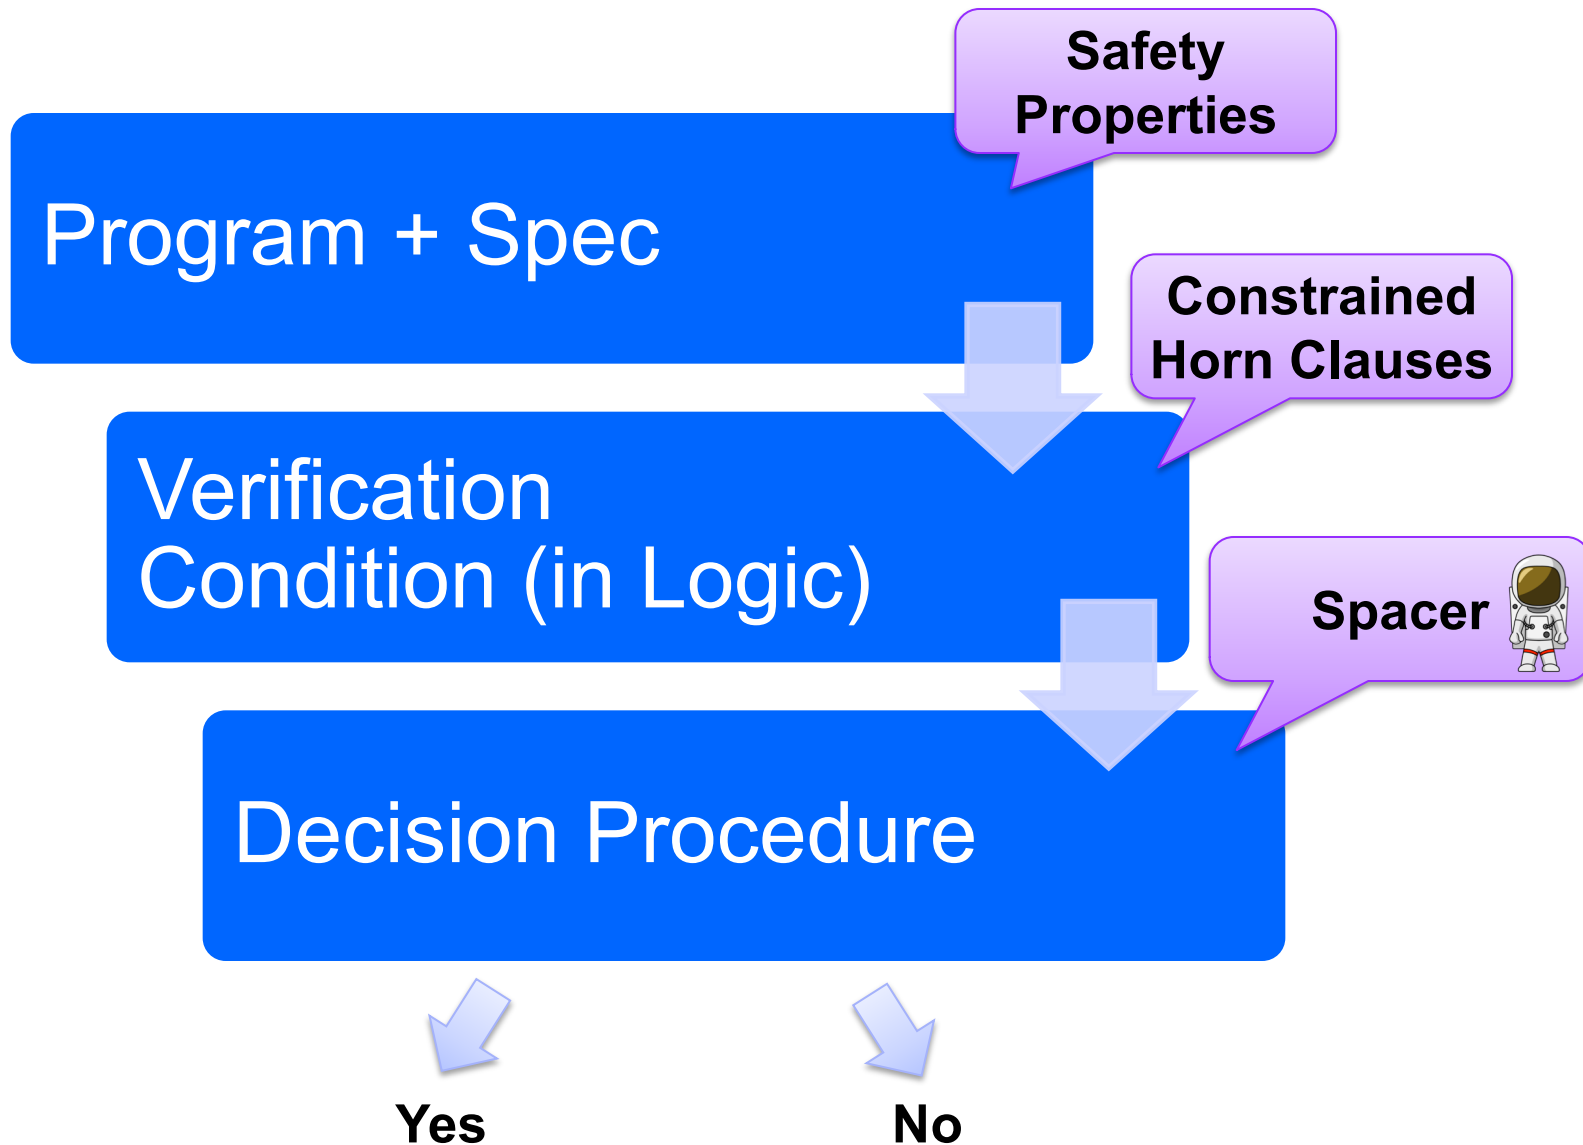 Safety
Properties
Program + Spec
Constrained
Horn Clauses
Verification
Condition (in Logic)
Spacer
Decision Procedure
Yes
No